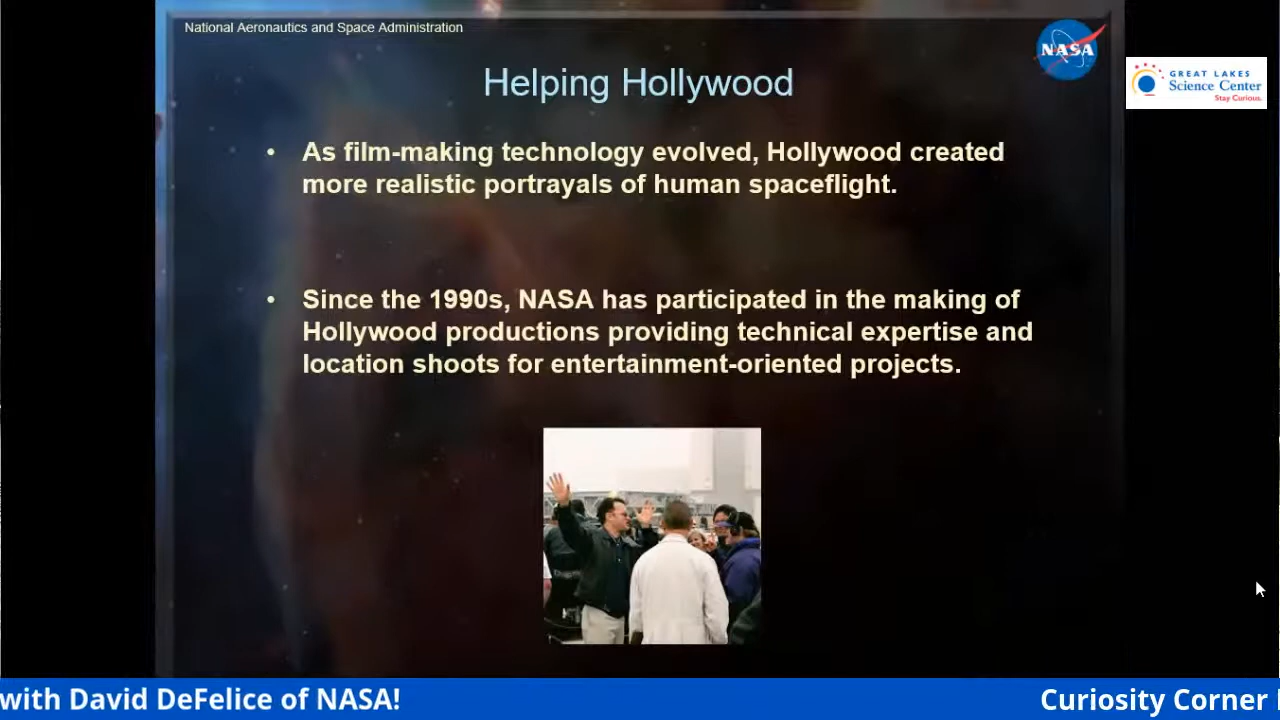 National Aeronautics and Space Administration
NASA
GREAT LAKES
Science Center
Stay Curious.
Helping Hollywood
• As film-making technology evolved, Hollywood created
more realistic portrayals of human spaceflight.
• Since the 1990s, NASA has participated in the making of
Hollywood productions providing technical expertise and
location shoots for entertainment-oriented projects.
with David DeFelice of NASA!
Curiosity Corner